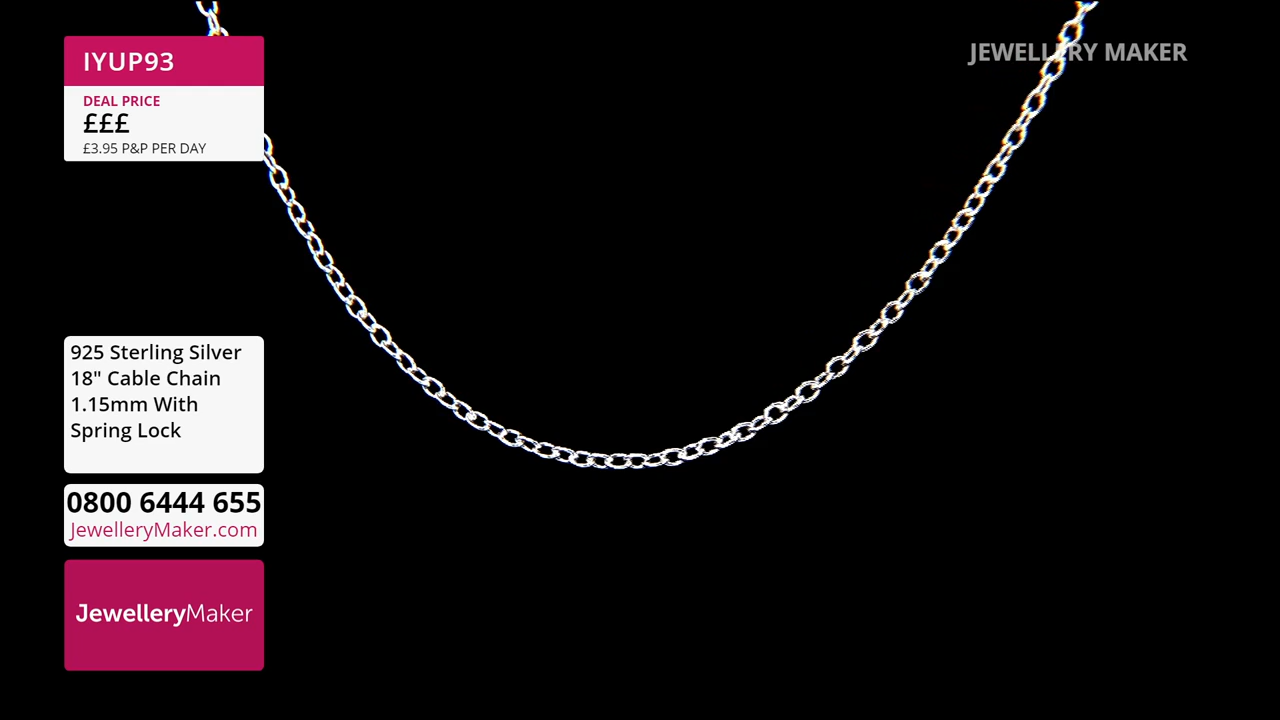 IYUP93
DEAL PRICE
£££
£3.95 P&P PER DAY
JEWELLERY MAKER
925 Sterling Silver
18" Cable Chain
1.15mm With
Spring Lock
0800 6444 655
JewelleryMaker.com
JewelleryMaker